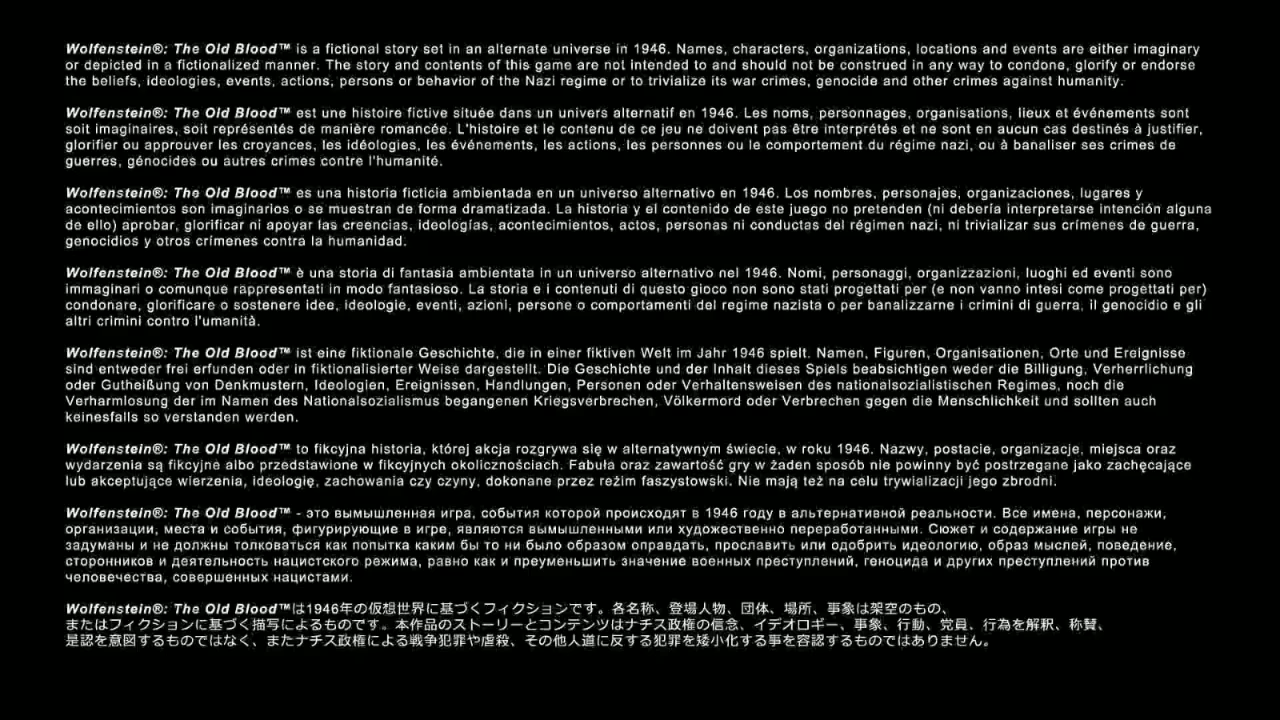 Wolfenstein®: The Old Blood™ is a fictional story set in an alternate universe in 1946. Names, characters, organizations, locations and events are either imaginary
or depicted in a fictionalized manner. The story and contents of this game are not intended to and should not be construed in any way to condone, glorify or endorse
the beliefs, ideologies, events, actions, persons or behavior of the Nazi regime or to trivialize its war crimes, genocide and other crimes against humanity.
Wolfenstein®: The Old Blood™ est une histoire fictive située dans un univers alternatif en 1946. Les noms, personnages, organisations, lieux et événements sont
soit imaginaires, soit représentés de manière romancée. L'histoire et le contenu de ce jeu ne doivent pas être interprétés et ne sont en aucun cas destinés à justifier,
glorifier ou approuver les croyances, les idéologies, les événements, les actions, les personnes ou le comportement du régime nazi, ou à banaliser ses crimes de
guerres, génocides ou autres crimes contre l'humanité.
Wolfenstein®: The Old Blood™ es una historia ficticia ambientada en un universo alternativo en 1946. Los nombres, personajes, organizaciones, lugares y
acontecimientos son imaginarios o se muestran de forma dramatizada. La historia y el contenido de este juego no pretenden (ni debería interpretarse intención alguna
de ello) aprobar, glorificar ni apoyar las creencias, ideologías, acontecimientos, actos, personas ni conductas del régimen nazi, ni trivializar sus crímenes de guerra,
genocidios y otros crímenes contra la humanidad.
Wolfenstein®: The Old Blood™ è una storia di fantasia ambientata in un universo alternativo nel 1946. Nomi, personaggi, organizzazioni, luoghi ed eventi sono
immaginari o comunque rappresentati in modo fantasioso. La storia e i contenuti di questo gioco non sono stati progettati per (e non vanno intesi come progettati per)
condonare, glorificare o sostenere idee, ideologie, eventi, azioni, persone o comportamenti del regime nazista o per banalizzarne i crimini di guerra, il genocidio e gli
altri crimini contro l'umanità.
Wolfenstein®: The Old Blood™ ist eine fiktionale Geschichte, die in einer fiktiven Welt im Jahr 1946 spielt. Namen, Figuren, Organisationen, Orte und Ereignisse
sind entweder frei erfunden oder in fiktionalisierter Weise dargestellt. Die Geschichte und der Inhalt dieses Spiels beabsichtigen weder die Billigung, Verherrlichung
oder Gutheißung von Denkmustern, Ideologien, Ereignissen, Handlungen, Personen oder Verhaltensweisen des nationalsozialistischen Regimes, noch die
Verharmlosung der im Namen des Nationalsozialismus begangenen Kriegsverbrechen, Völkermord oder Verbrechen gegen die Menschlichkeit und sollten auch
keinesfalls so verstanden werden.
Wolfenstein®: The Old Blood™ to fikcyjna historia, której akcja rozgrywa się w alternatywnym świecie, w roku 1946. Nazwy, postacie, organizacje, miejsca oraz
wydarzenia są fikcyjne albo przedstawione w fikcyjnych okolicznościach. Fabuła oraz zawartość gry w żaden sposób nie powinny być postrzegane jako zachęcające
lub akceptujące wierzenia, ideologię, zachowania czy czyny, dokonane przez reżim faszystowski. Nie mają też na celu trywializacji jego zbrodni.
Wolfenstein®: The Old Blood™ - это вымышленная игра, события которой происходят в 1946 году в альтернативной реальности. Все имена, персонажи,
организации, места и события, фигурирующие в игре, являются вымышленными или художественно переработанными. Сюжет и содержание игры не
задуманы и не должны толковаться как попытка каким бы то ни было образом оправдать, прославить или одобрить идеологию, образ мыслей, поведение,
сторонников и деятельность нацистского режима, равно как и преуменьшить значение военных преступлений, геноцида и других преступлений против
человечества, совершенных нацистами.
Wolfenstein®: The Old Blood™は1946年の仮想世界に基づくフィクションです。各名称、登場人物、団体、場所、事象は架空のもの、
またはフィクションに基づく描写によるものです。本作品のストーリーとコンテンツはナチス政権の信念、イデオロギー、事象、行動、党員、行為を解釈、称賛、
是認を意図するものではなく、またナチス政権による戦争犯罪や虐殺、その他人道に反する犯罪を矮小化する事を容認するものではありません。